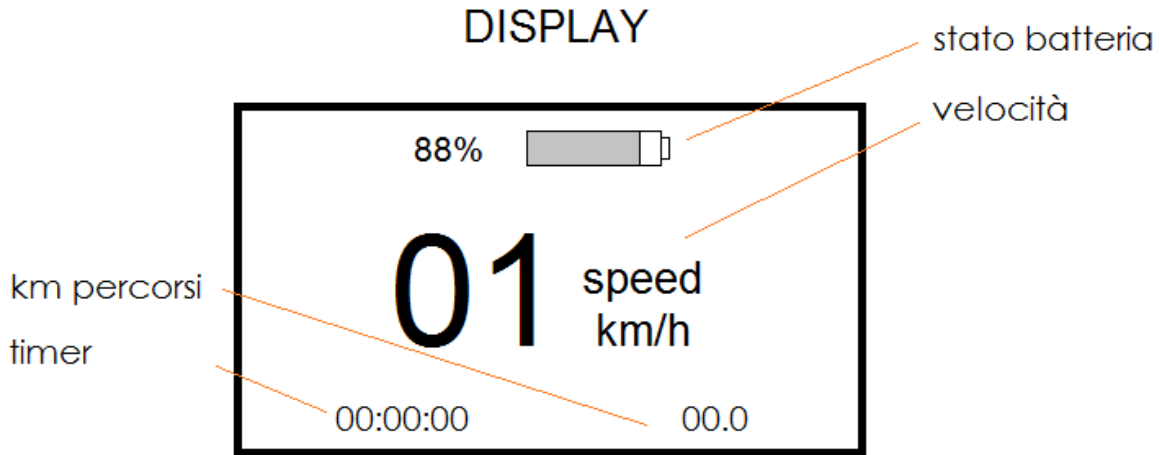 DISPLAY
stato batteria
velocità
88%
01
speed
km/h
km percorsi
timer
00:00:00
00.0